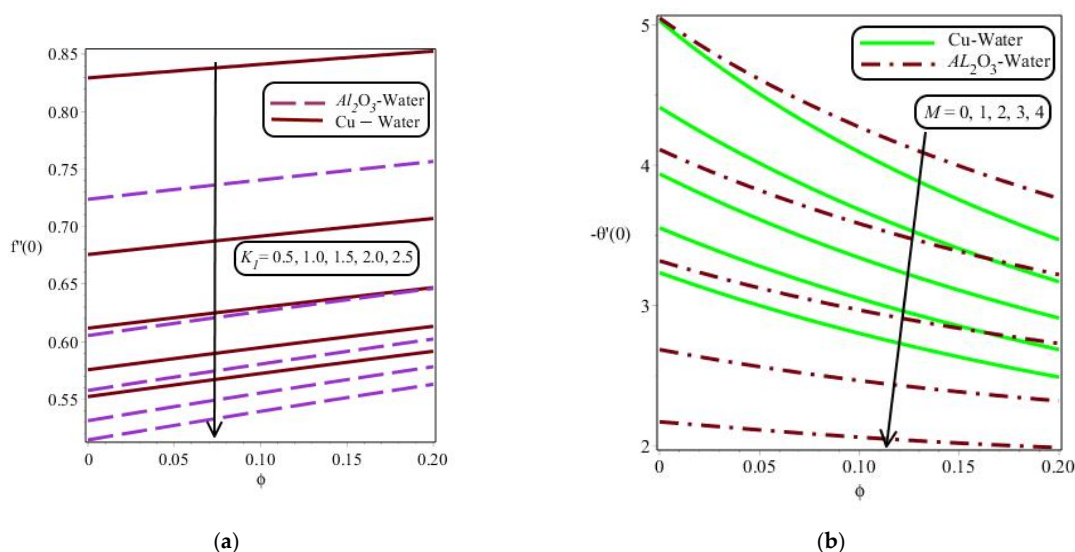 0.85
0.80
0.75
0.70
0.65
0.60
0.55
f''(0)
Al₂O₃-Water
Cu − Water
K₁= 0.5, 1.0, 1.5, 2.0, 2.5
0 0.05 0.10 0.15 0.20
ϕ
(a)
5
4
3
2
-θ'(0)
Cu-Water
AL₂O₃-Water
M = 0, 1, 2, 3, 4
0 0.05 0.10 0.15 0.20
ϕ
(b)